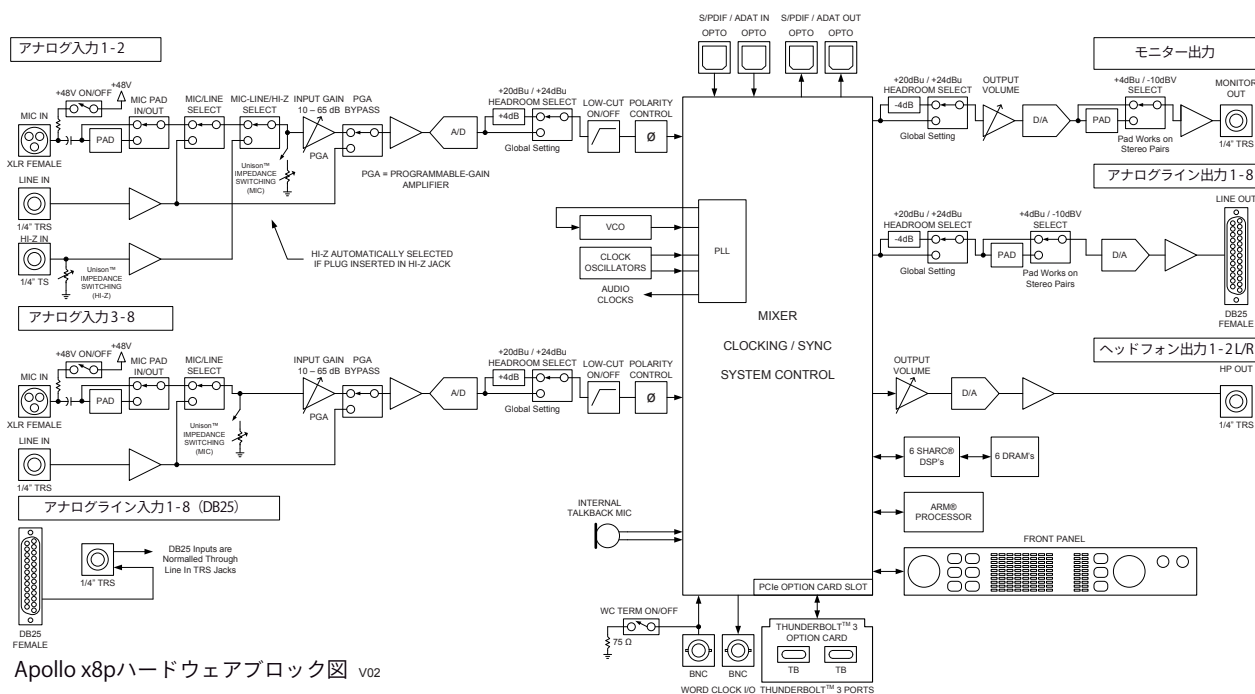 アナログ入力1-2
+48V
+48V ON/OFF
MIC IN
XLR FEMALE
PAD
MIC PAD
IN/OUT
MIC/LINE
SELECT
MIC-LINE/HI-Z
SELECT
INPUT GAIN
10 – 65 dB
PGA
PGA
BYPASS
A/D
+20dBu / +24dBu
HEADROOM SELECT
+4dB
Global Setting
LOW-CUT
ON/OFF
POLARITY
CONTROL
Ø
Unison™
IMPEDANCE
SWITCHING
(MIC)
PGA = PROGRAMMABLE-GAIN
AMPLIFIER
LINE IN
1/4" TRS
HI-Z IN
1/4" TS
Unison™
IMPEDANCE
SWITCHING
(HI-Z)
HI-Z AUTOMATICALLY SELECTED
IF PLUG INSERTED IN HI-Z JACK
アナログ入力3-8
+48V
+48V ON/OFF
MIC IN
XLR FEMALE
PAD
MIC PAD
IN/OUT
MIC/LINE
SELECT
INPUT GAIN
10 – 65 dB
PGA
PGA
BYPASS
A/D
+20dBu / +24dBu
HEADROOM SELECT
+4dB
Global Setting
LOW-CUT
ON/OFF
POLARITY
CONTROL
Ø
Unison™
IMPEDANCE
SWITCHING
(MIC)
LINE IN
1/4" TRS
アナログライン入力1-8（DB25）
DB25
FEMALE
1/4" TRS
DB25 Inputs are
Normalled Through
Line In TRS Jacks
S/PDIF / ADAT IN
OPTO
OPTO
S/PDIF / ADAT OUT
OPTO
OPTO
VCO
CLOCK
OSCILLATORS
AUDIO
CLOCKS
PLL
MIXER
CLOCKING / SYNC
SYSTEM CONTROL
INTERNAL
TALKBACK MIC
PCIe OPTION CARD SLOT
WC TERM ON/OFF
75 Ω
BNC
BNC
WORD CLOCK I/O
THUNDERBOLT™ 3
OPTION CARD
TB
TB
THUNDERBOLT™ 3 PORTS
モニター出力
+20dBu / +24dBu
HEADROOM SELECT
-4dB
Global Setting
OUTPUT
VOLUME
D/A
PAD
+4dBu / -10dBV
SELECT
Pad Works on
Stereo Pairs
MONITOR
OUT
1/4" TRS
アナログライン出力1-8
+20dBu / +24dBu
HEADROOM SELECT
-4dB
Global Setting
+4dBu / -10dBV
SELECT
PAD
Pad Works on
Stereo Pairs
D/A
LINE OUT
DB25
FEMALE
ヘッドフォン出力1-2L/R
OUTPUT
VOLUME
D/A
HP OUT
1/4" TRS
6 SHARC®
DSP's
6 DRAM's
ARM®
PROCESSOR
FRONT PANEL
Apollo x8pハードウェアブロック図 V02